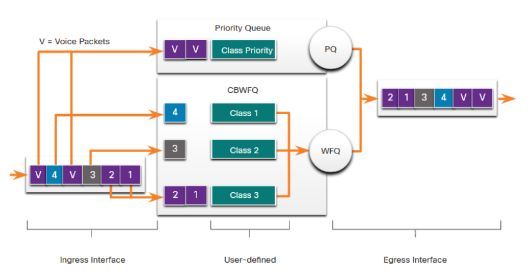 Priority Queue
V = Voice Packets
V V Class Priority
PQ
CBWFQ
2 1 3 4 V V
4 Class 1
3 Class 2
WFQ
V 4 V 3 2 1
2 1 Class 3
Ingress Interface
User-defined
Egress Interface